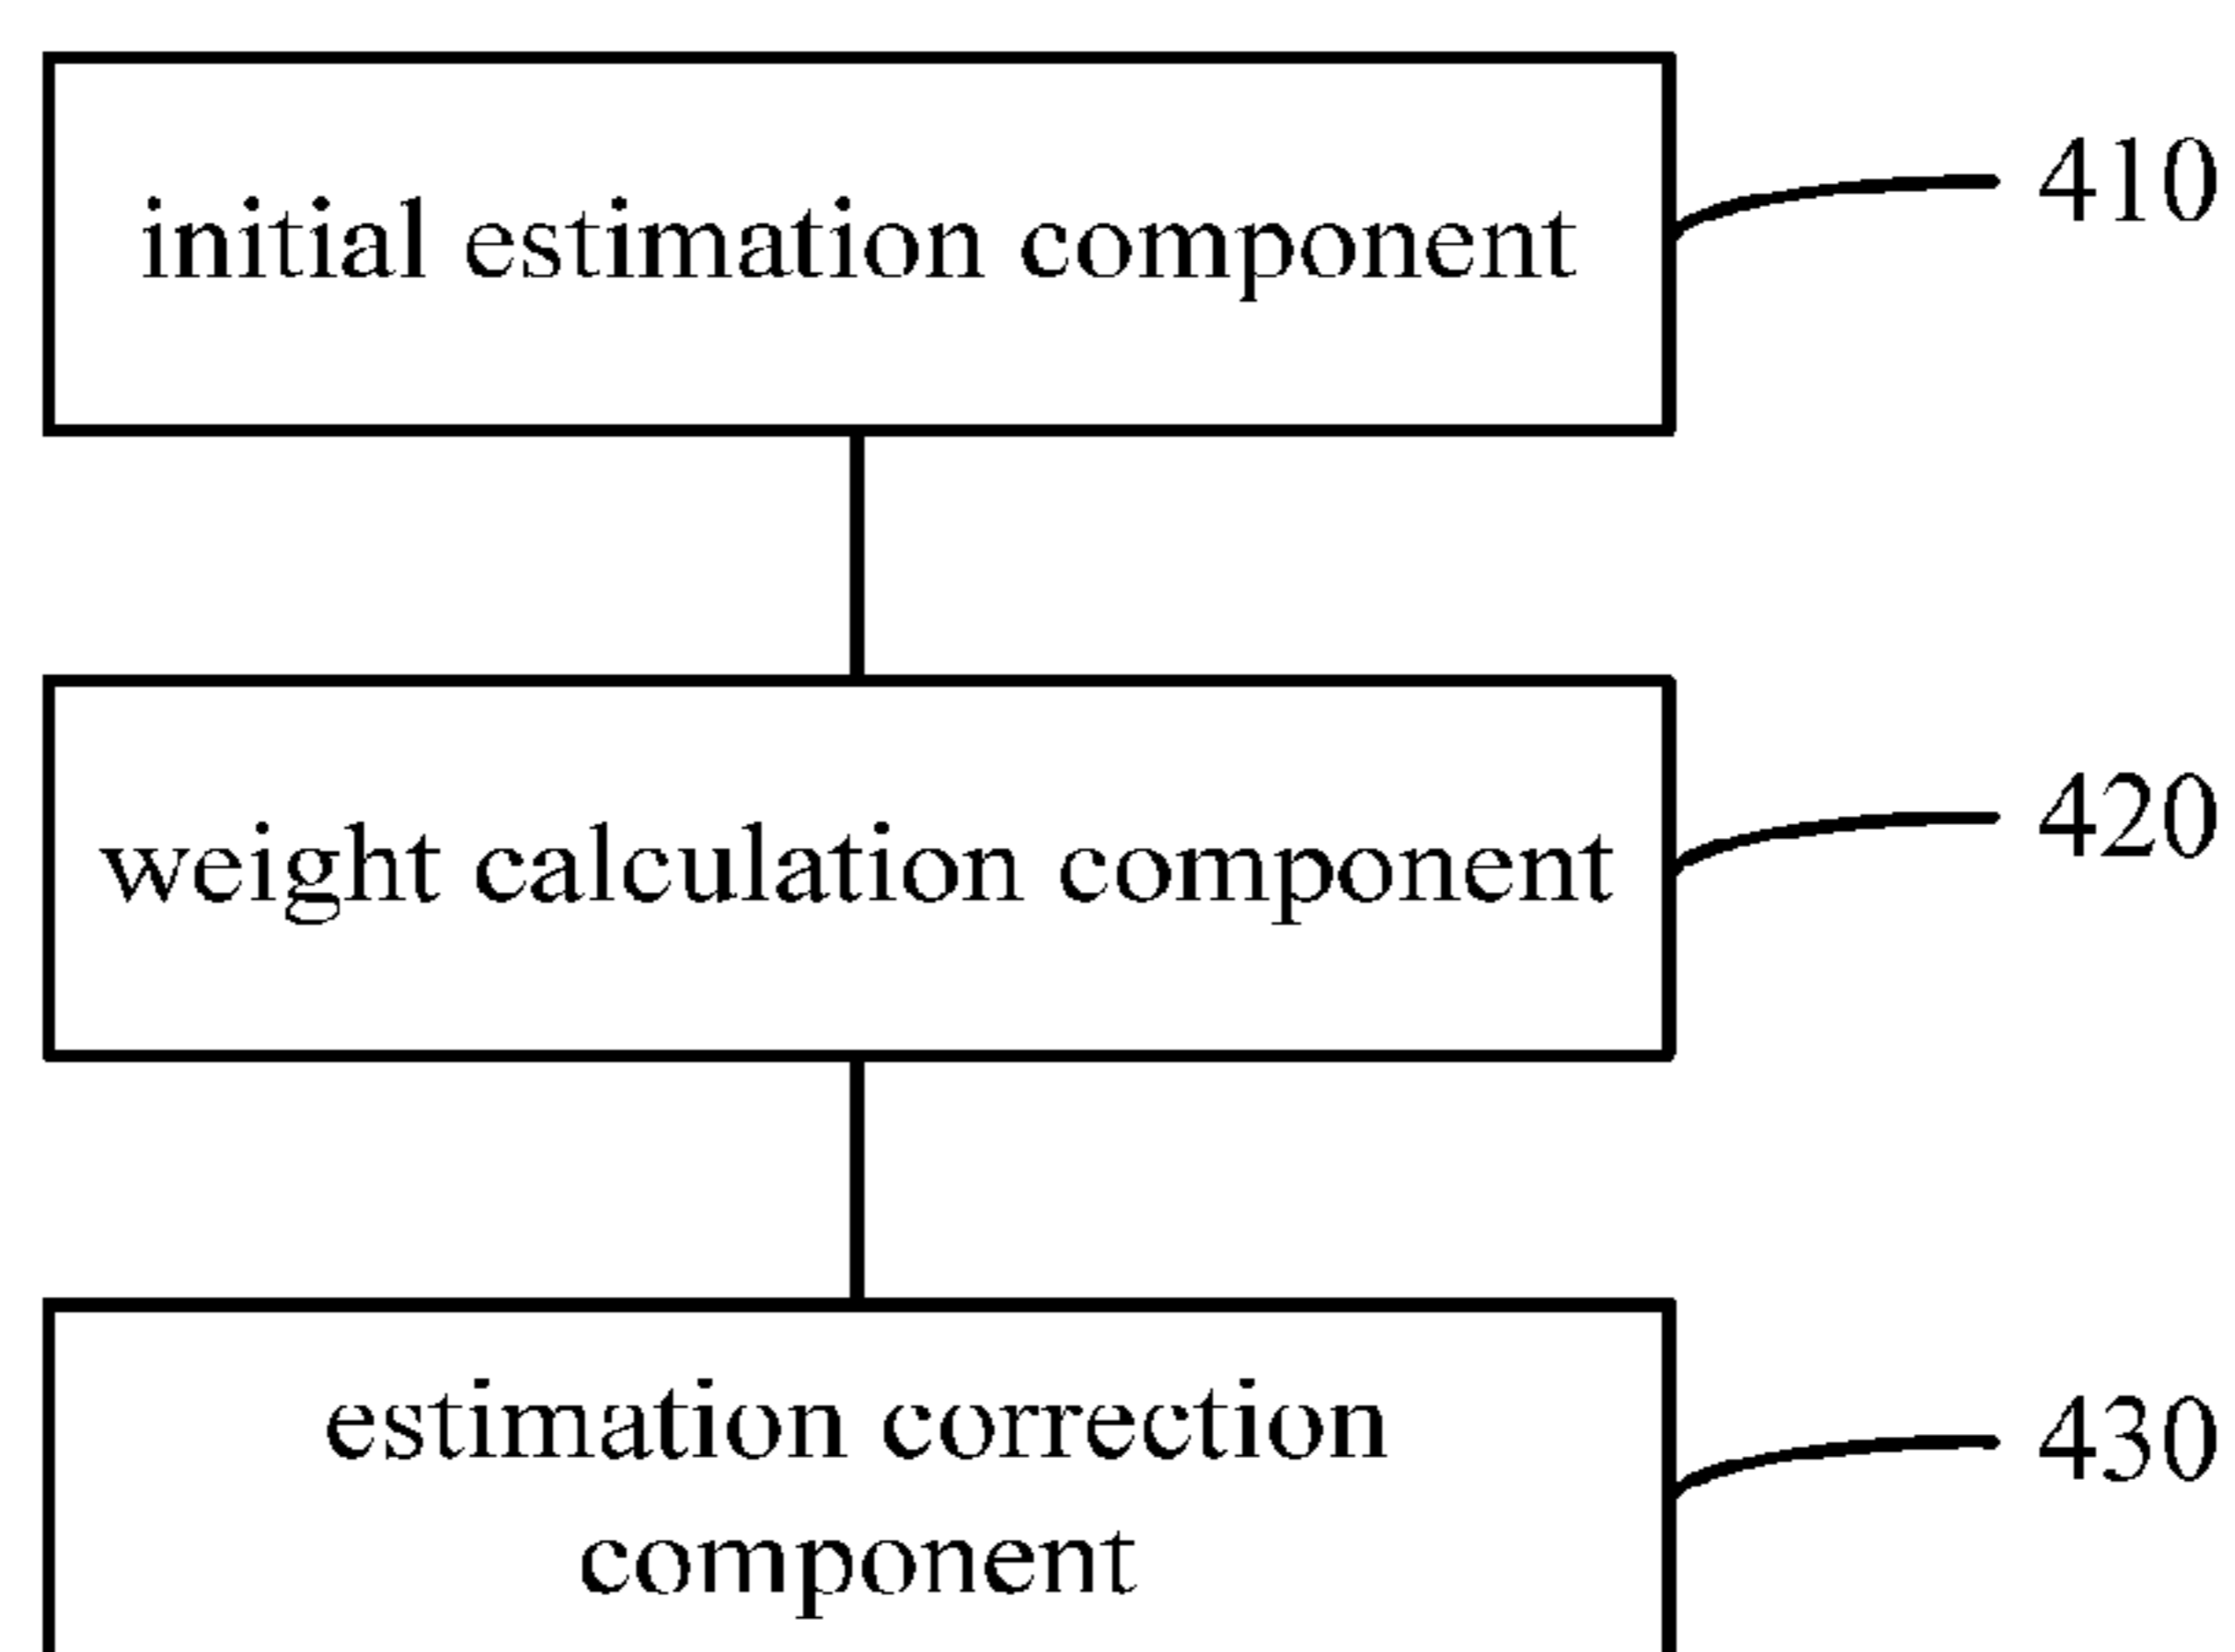 initial estimation component
410
weight calculation component
420
estimation correction
component
430